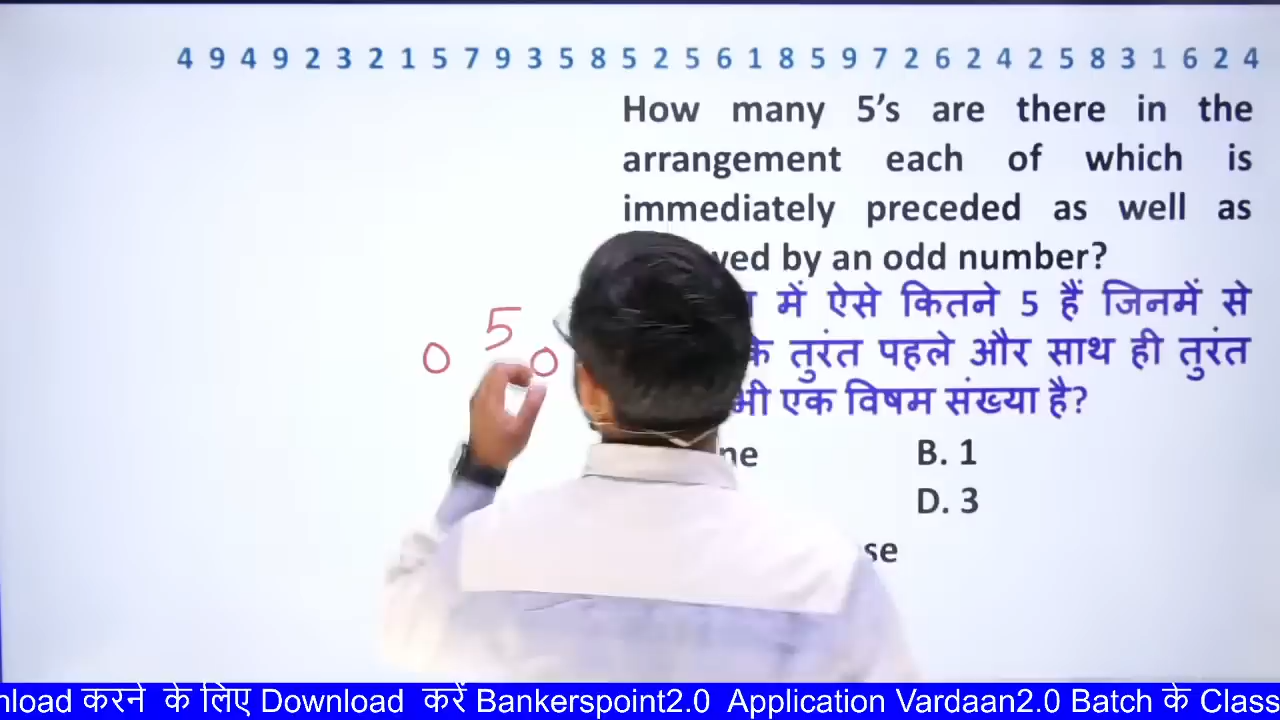 4 9 4 9 2 3 2 1 5 7 9 3 5 8 5 2 5 6 1 8 5 9 7 2 6 2 4 2 5 8 3 1 6 2 4
How many 5's are there in the
arrangement each of which is
immediately preceded as well as
wed by an odd number?
में ऐसे कितने 5 हैं जिनमें से
के तुरंत पहले और साथ ही तुरंत
भी एक विषम संख्या है?
5
0 0
ne B. 1
D. 3
se
nload करने के लिए Download करें Bankerspoint2.0 Application Vardaan2.0 Batch के Class